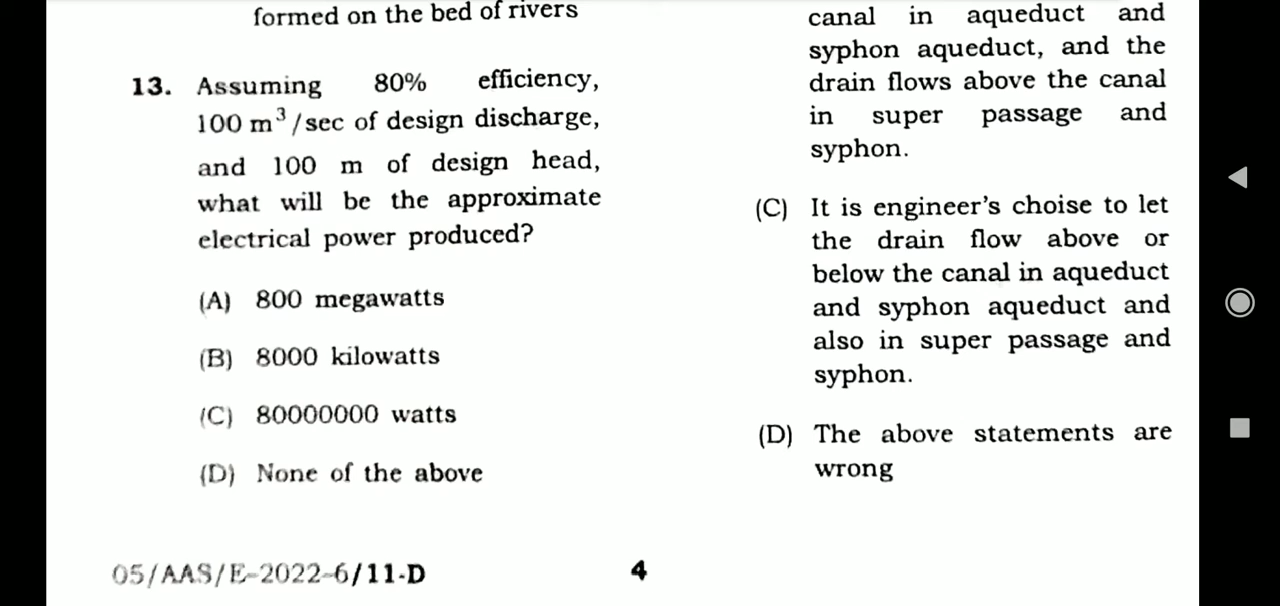 formed on the bed of rivers
13. Assuming 80% efficiency,
100 m³/sec of design discharge,
and 100 m of design head,
what will be the approximate
electrical power produced?
(A) 800 megawatts
(B) 8000 kilowatts
(C) 80000000 watts
(D) None of the above
canal in aqueduct and
syphon aqueduct, and the
drain flows above the canal
in super passage and
syphon.
(C) It is engineer's choise to let
the drain flow above or
below the canal in aqueduct
and syphon aqueduct and
also in super passage and
syphon.
(D) The above statements are
wrong
05/AAS/E-2022-6/11-D
4